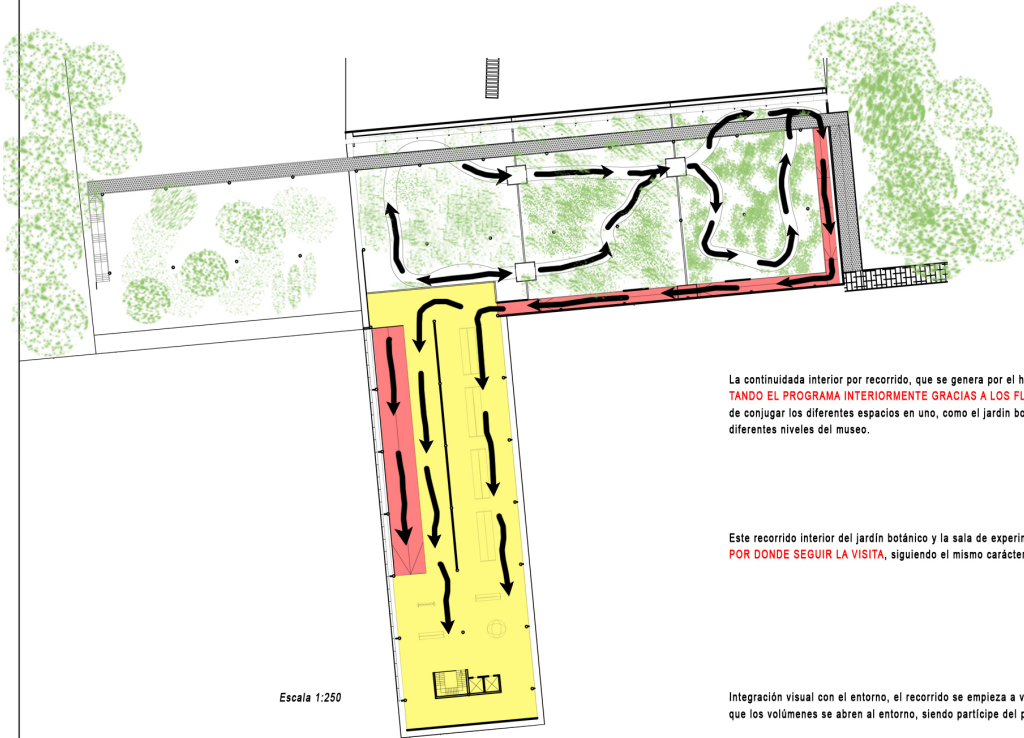 La continuidada interior por recorrido, que se genera por el h
TANDO EL PROGRAMA INTERIORMENTE GRACIAS A LOS FL
de conjugar los diferentes espacios en uno, como el jardin bo
diferentes niveles del museo.
Este recorrido interior del jardín botánico y la sala de experim
POR DONDE SEGUIR LA VISITA, siguiendo el mismo carácter
Escala 1:250
Integración visual con el entorno, el recorrido se empieza a v
que los volúmenes se abren al entorno, siendo partícipe del p